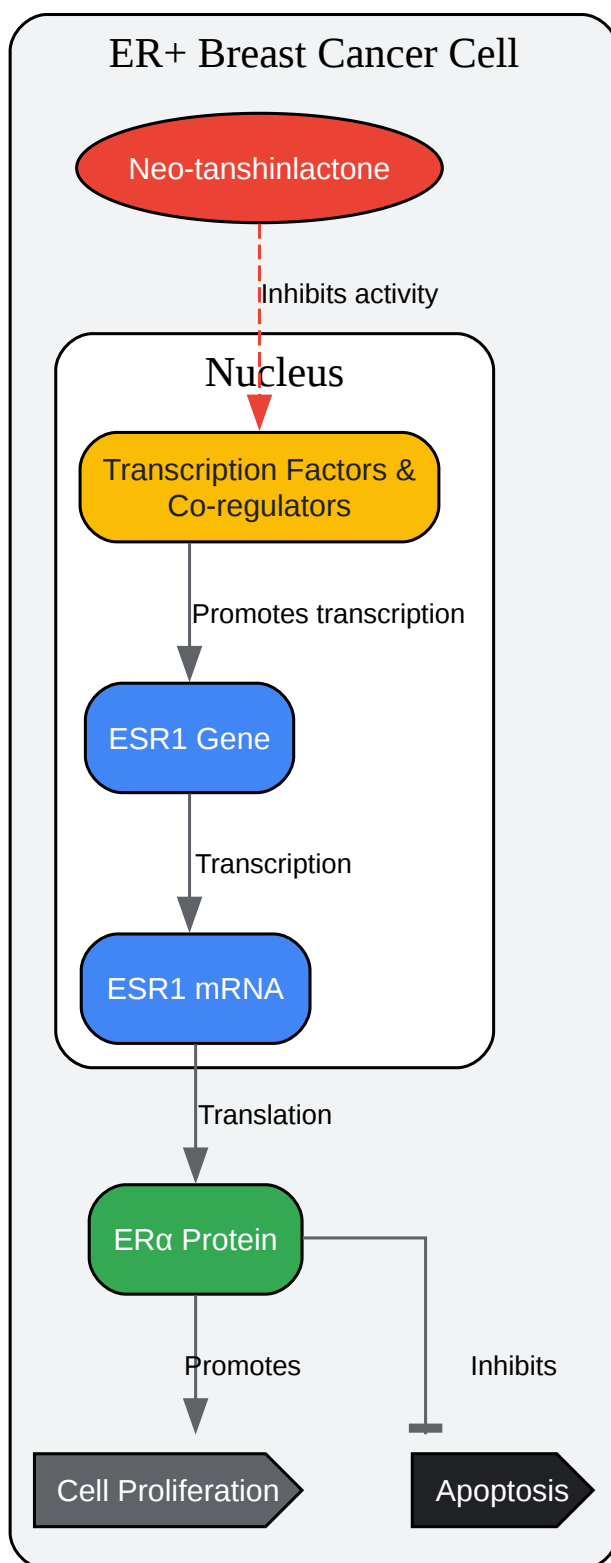 ER+ Breast Cancer Cell
Neo-tanshinlactone
Inhibits activity
Nucleus
Transcription Factors &
Co-regulators
Promotes transcription
ESR1 Gene
Transcription
ESR1 mRNA
Translation
ERα Protein
Promotes
Inhibits
Cell Proliferation
Apoptosis